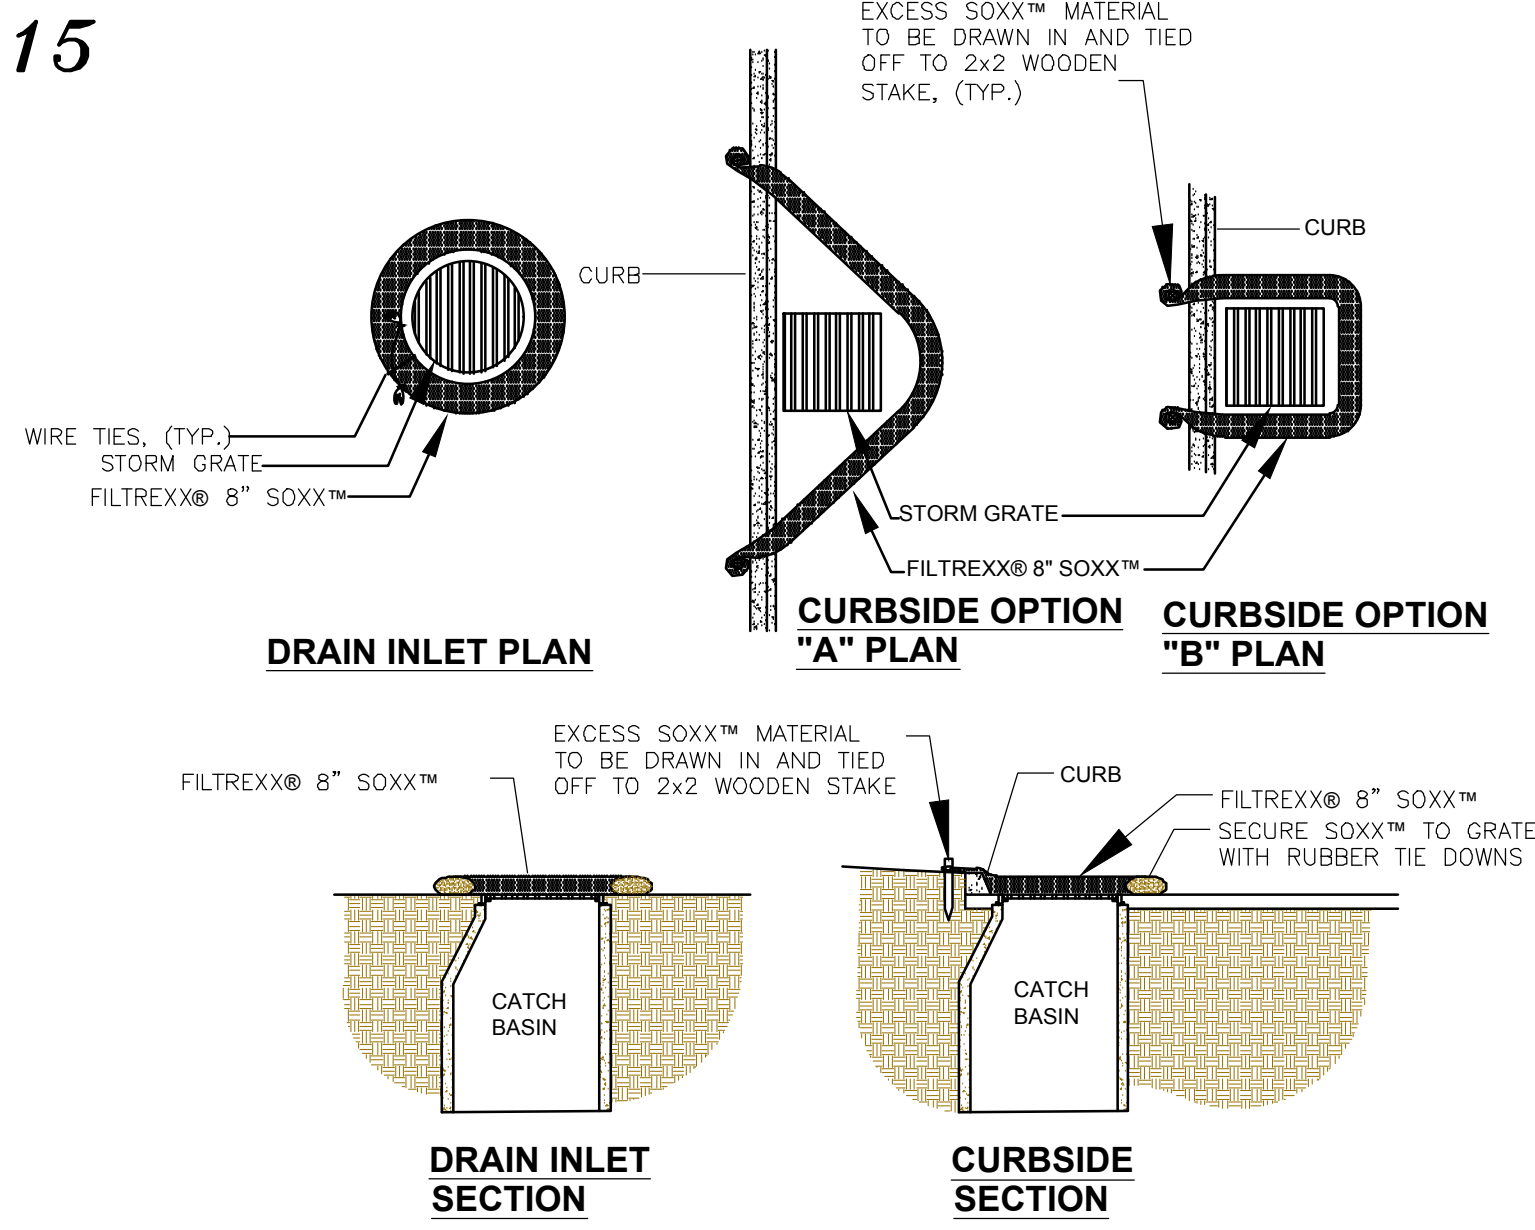 15
EXCESS SOXX™ MATERIAL
TO BE DRAWN IN AND TIED
OFF TO 2x2 WOODEN
STAKE, (TYP.)
CURB
CURB
WIRE TIES, (TYP.)
STORM GRATE
FILTREXX® 8” SOXX™
STORM GRATE
FILTREXX® 8" SOXX™
DRAIN INLET PLAN
CURBSIDE OPTION
"A" PLAN
CURBSIDE OPTION
"B" PLAN
FILTREXX® 8” SOXX™
EXCESS SOXX™ MATERIAL
TO BE DRAWN IN AND TIED
OFF TO 2x2 WOODEN STAKE
CURB
FILTREXX® 8” SOXX™
SECURE SOXX™ TO GRATE
WITH RUBBER TIE DOWNS
CATCH
BASIN
CATCH
BASIN
DRAIN INLET
SECTION
CURBSIDE
SECTION